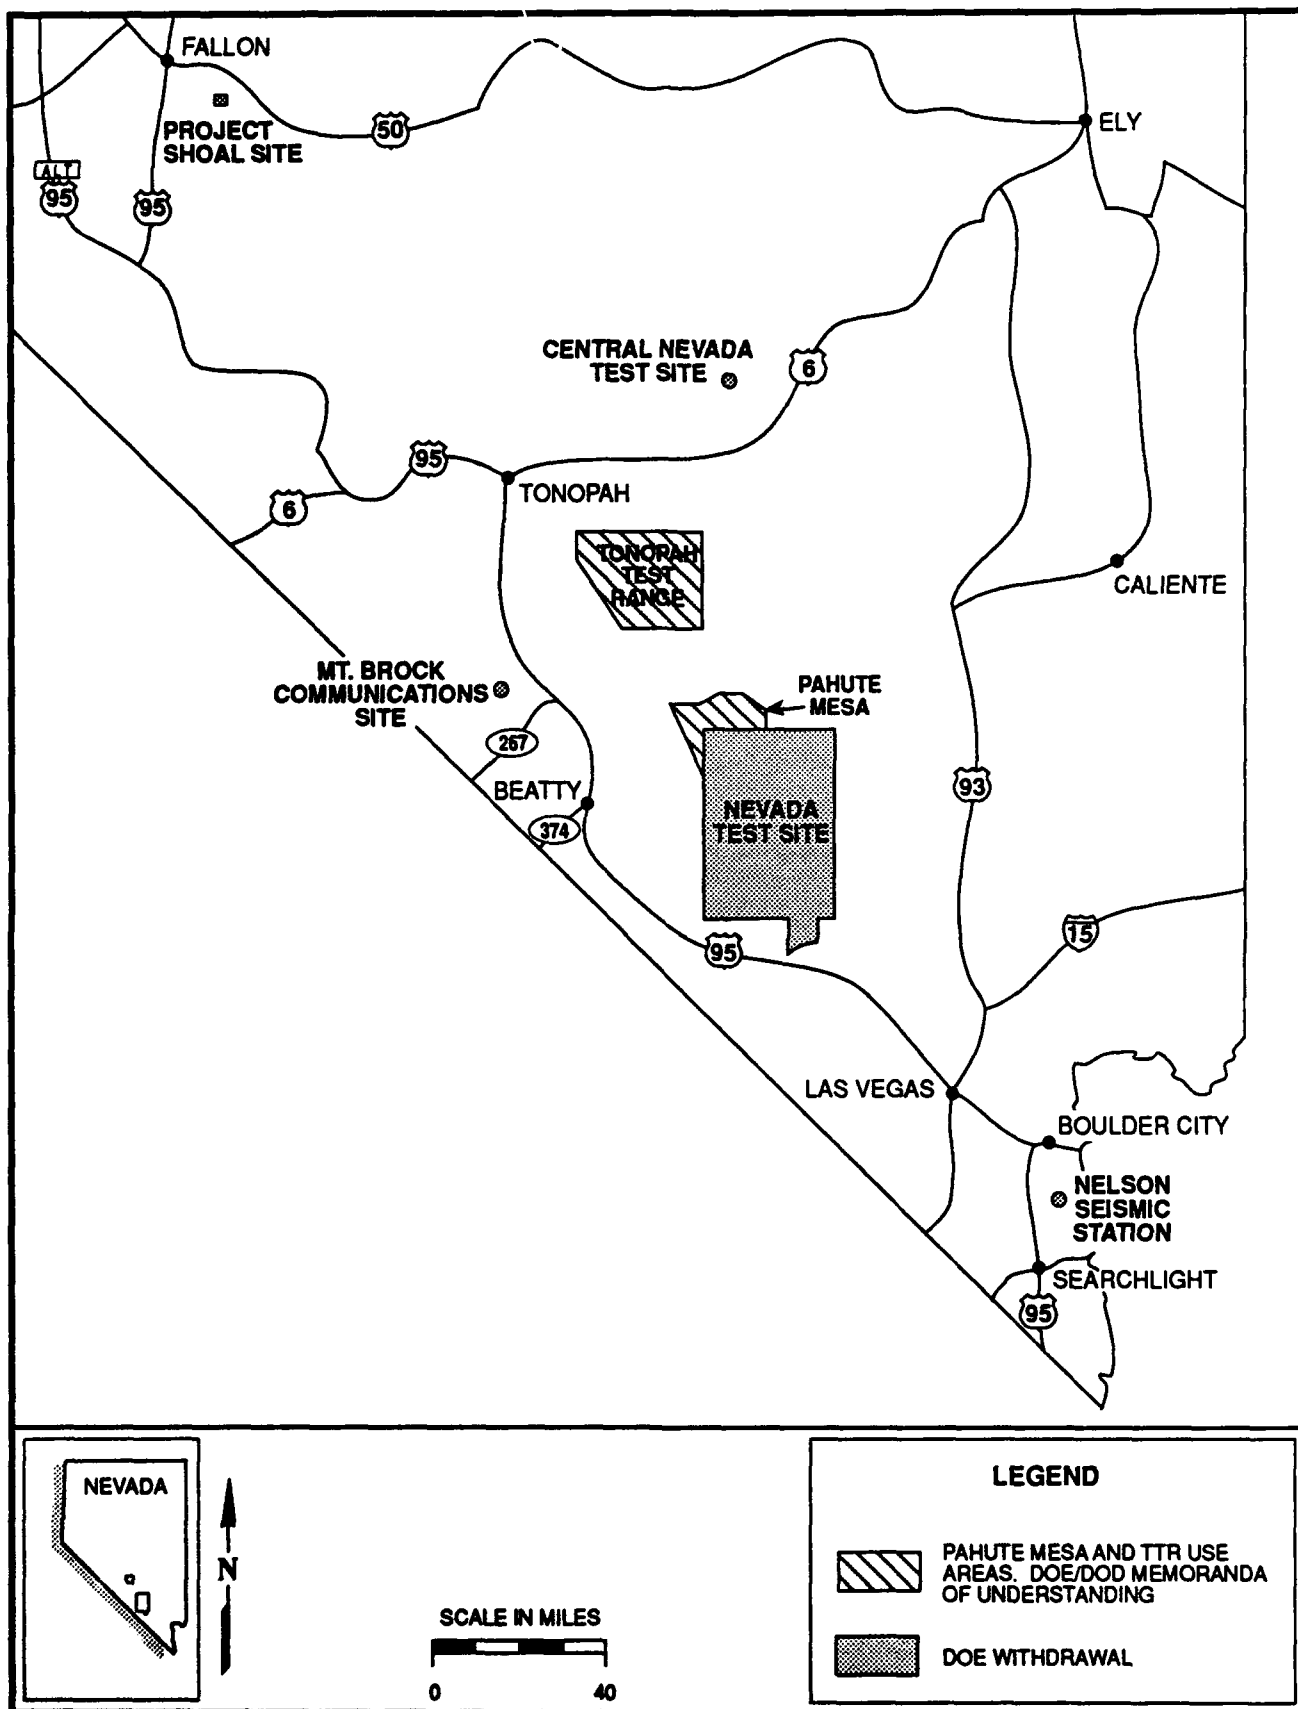 FALLON
PROJECT
SHOAL SITE
50
ELY
ALT
95
95
CENTRAL NEVADA
TEST SITE
6
95
TONOPAH
6
TONOPAH
TEST
RANGE
CALIENTE
MT. BROCK
COMMUNICATIONS
SITE
PAHUTE
MESA
267
BEATTY
374
NEVADA
TEST SITE
93
15
95
LAS VEGAS
BOULDER CITY
NELSON
SEISMIC
STATION
SEARCHLIGHT
95
NEVADA
N
SCALE IN MILES
0 40
LEGEND
PAHUTE MESA AND TTR USE
AREAS. DOE/DOD MEMORANDA
OF UNDERSTANDING
DOE WITHDRAWAL